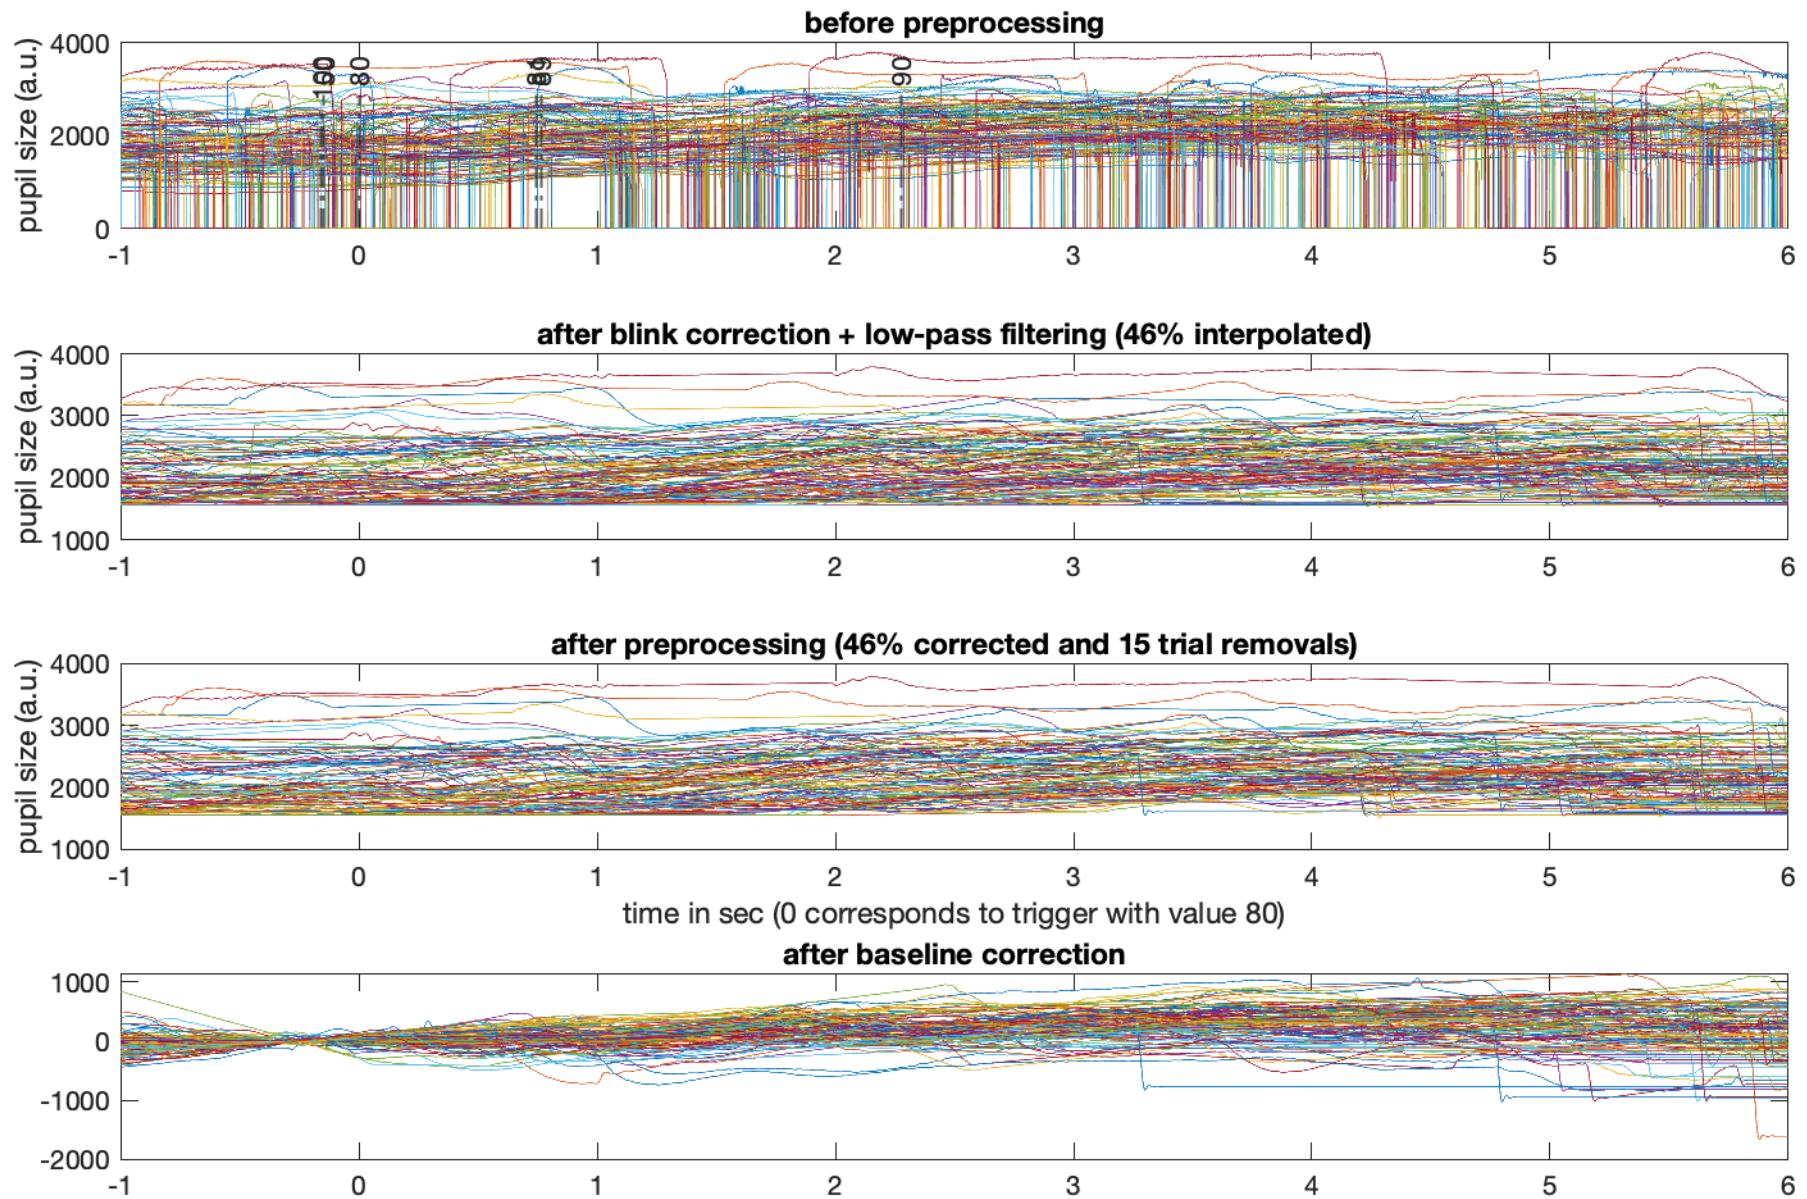 before preprocessing
pupil size (a.u.)
4000
2000
0
80
90
-1 0 1 2 3 4 5 6
after blink correction + low-pass filtering (46% interpolated)
pupil size (a.u.)
4000
3000
2000
1000
-1 0 1 2 3 4 5 6
after preprocessing (46% corrected and 15 trial removals)
pupil size (a.u.)
4000
3000
2000
1000
-1 0 1 2 3 4 5 6
time in sec (0 corresponds to trigger with value 80)
after baseline correction
1000
0
-1000
-2000
-1 0 1 2 3 4 5 6